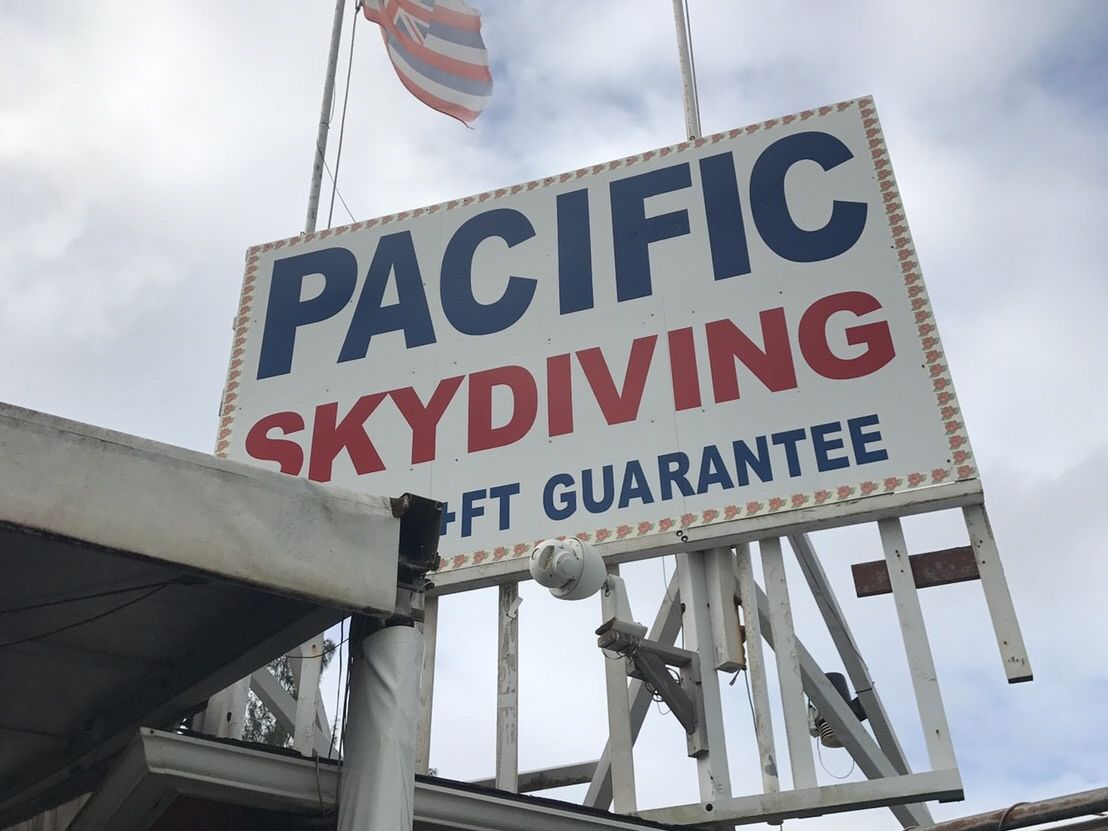 PACIFIC
SKYDIVING
FT GUARANTEE